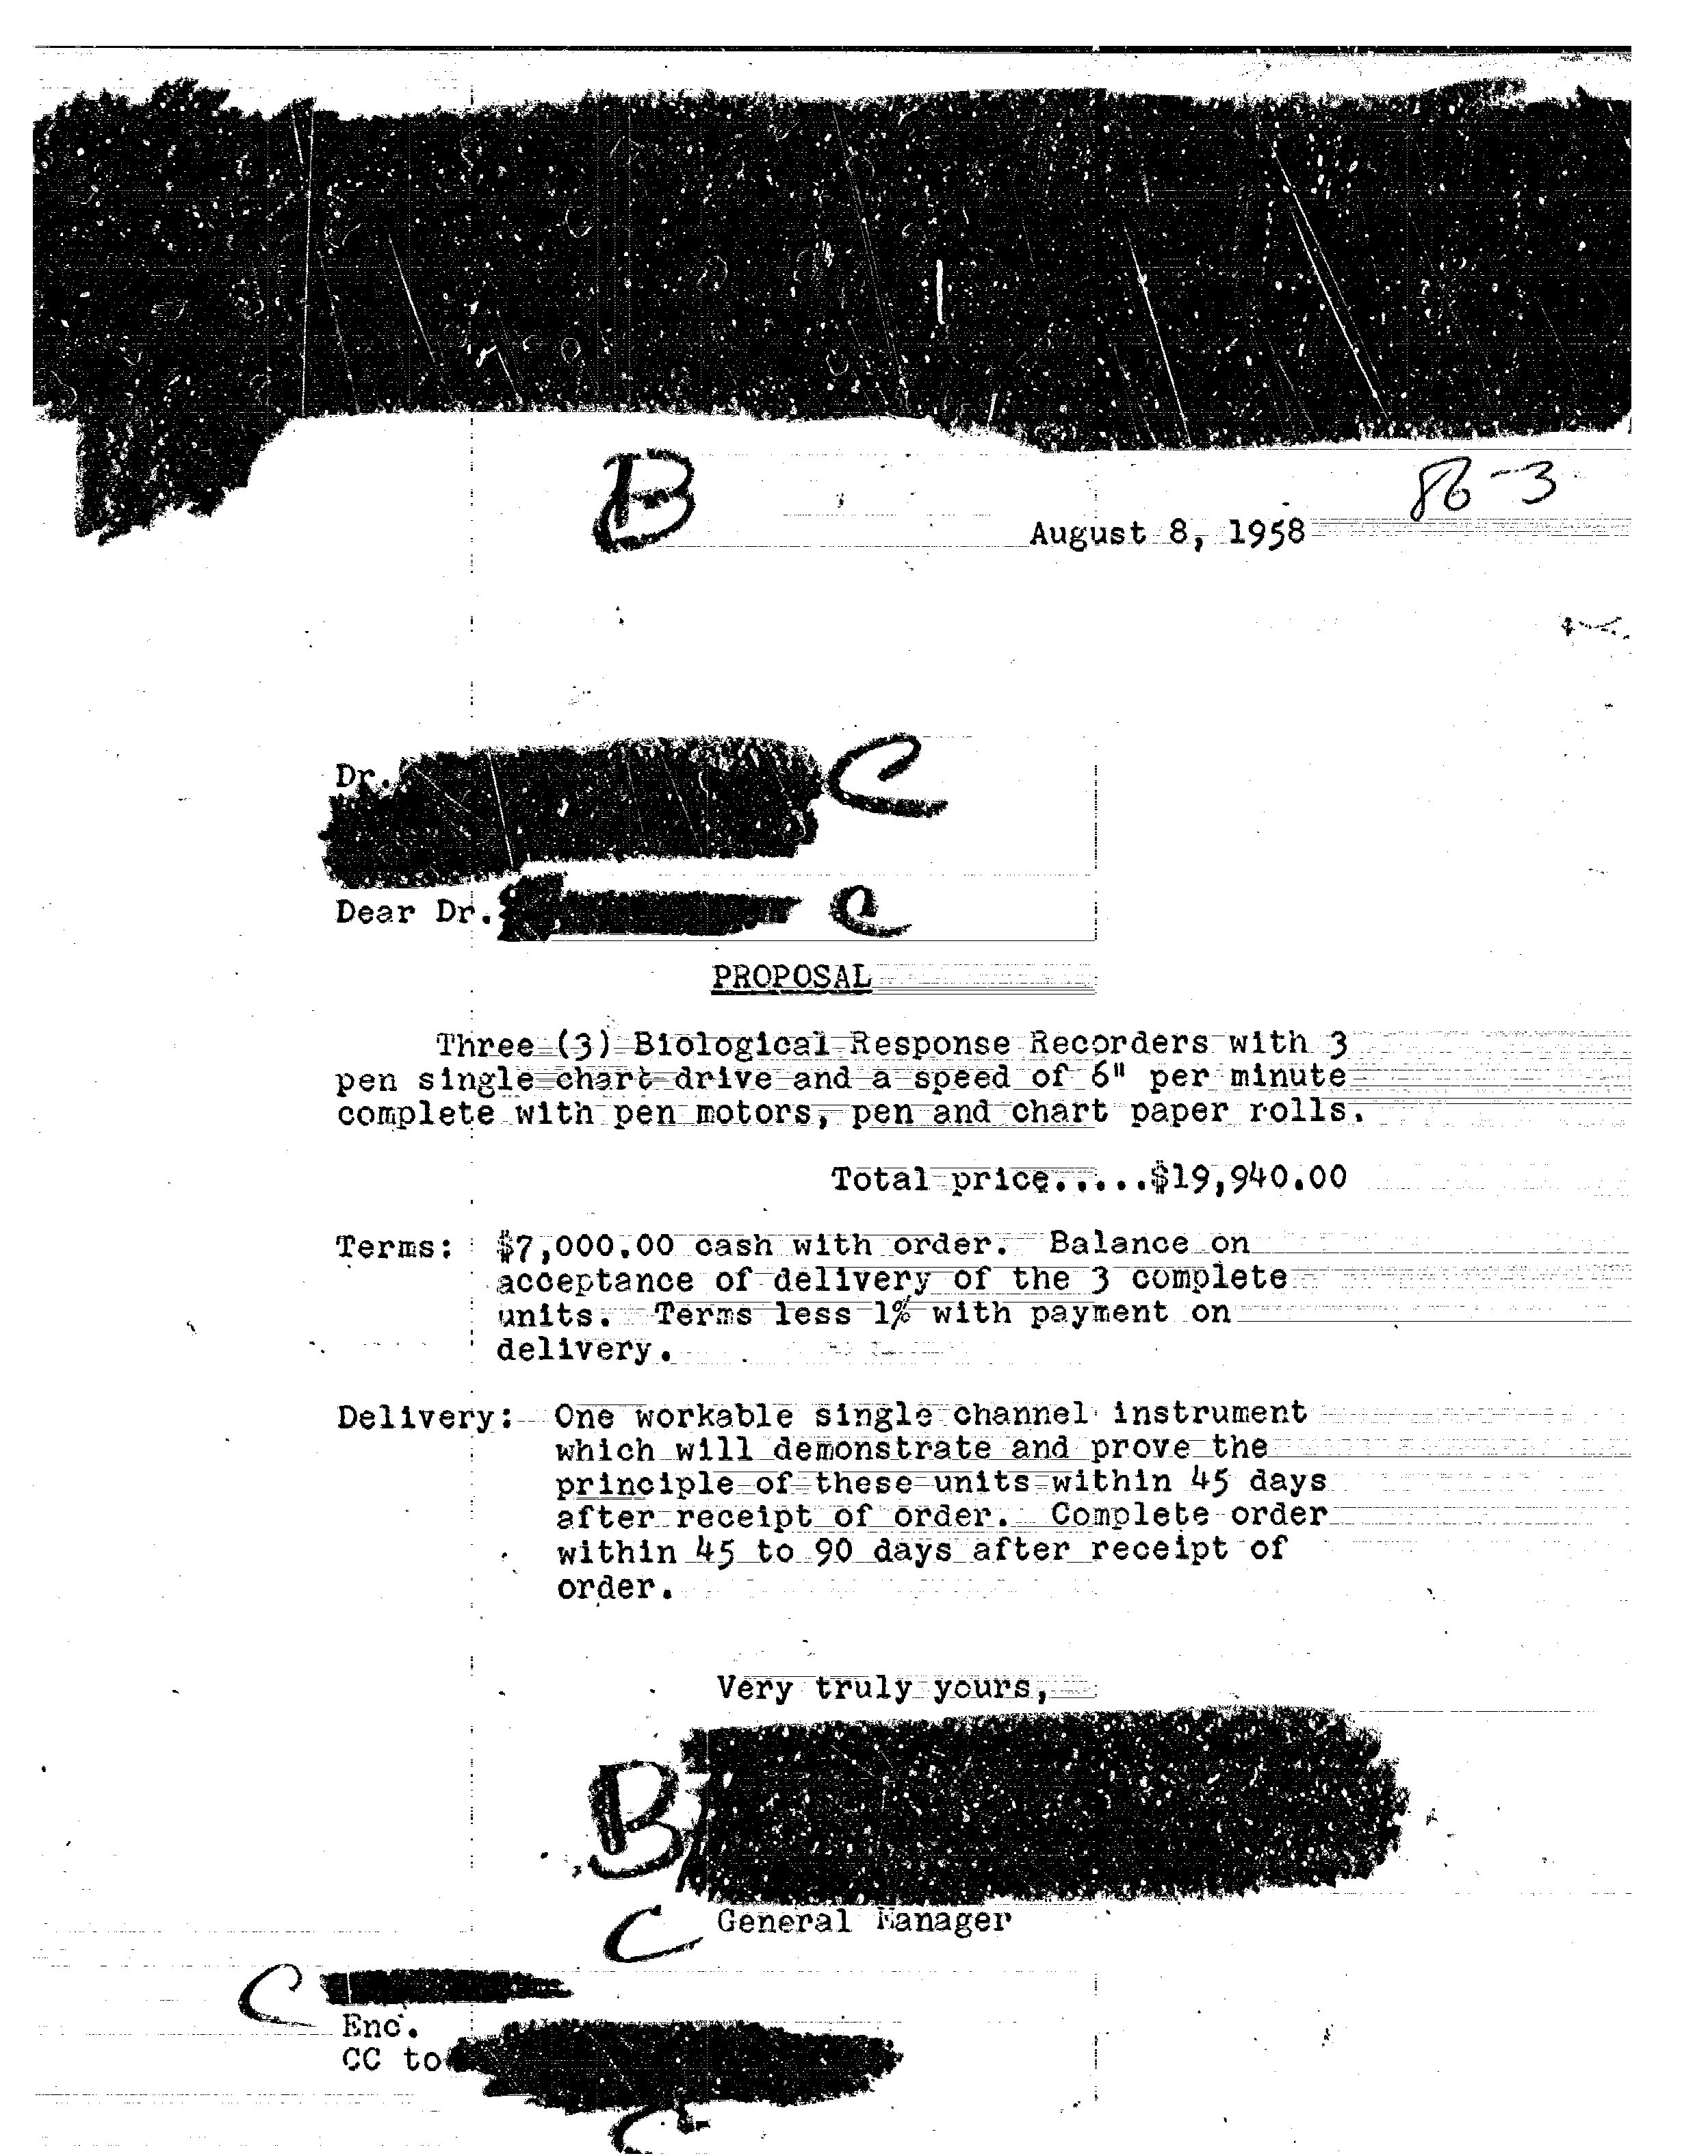 B
86-3
August 8, 1958
Dr. C
Dear Dr. C
PROPOSAL
Three (3) Biological Response Recorders with 3
pen single chart drive and a speed of 6" per minute
complete with pen motors, pen and chart paper rolls.
Total price.....$19,940.00
Terms: $7,000.00 cash with order. Balance on
acceptance of delivery of the 3 complete
units. Terms less 1% with payment on
delivery.
Delivery: One workable single channel instrument
which will demonstrate and prove the
principle of these units within 45 days
after receipt of order. Complete order
within 45 to 90 days after receipt of
order.
Very truly yours,
B
C General Manager
C
Enc.
CC to
C